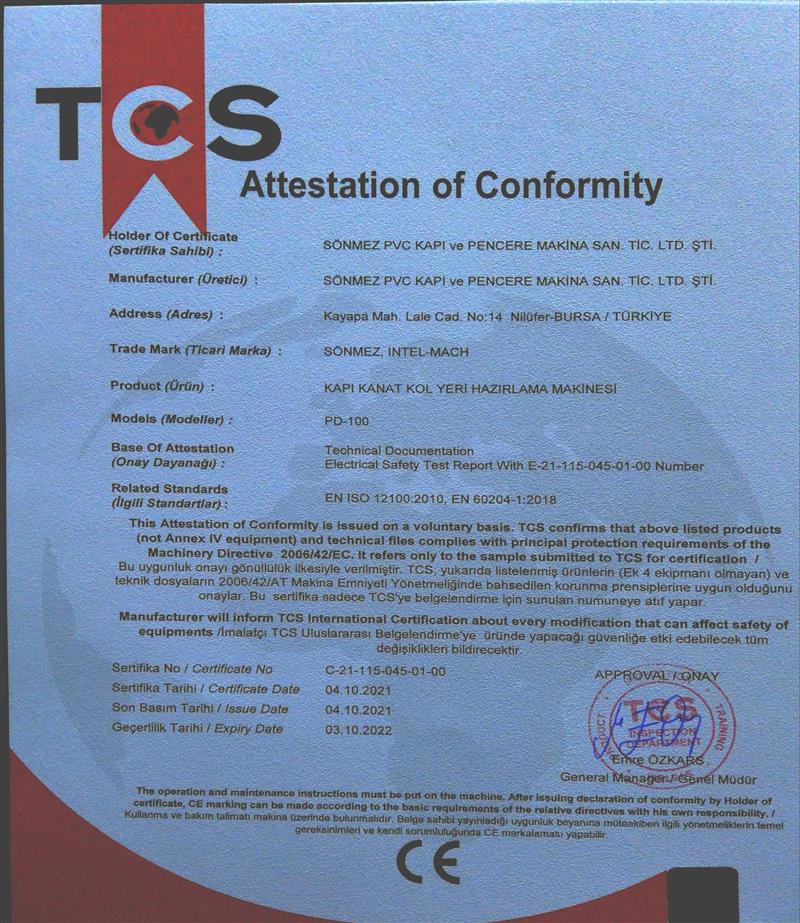 TCS
Attestation of Conformity
Holder Of Certificate
(Sertifika Sahibi) : SÖNMEZ PVC KAPI ve PENCERE MAKİNA SAN. TİC. LTD. ŞTİ.
Manufacturer (Üretici) : SÖNMEZ PVC KAPI ve PENCERE MAKİNA SAN. TİC. LTD. ŞTİ.
Address (Adres) : Kayapa Mah. Lale Cad. No:14 Nilüfer-BURSA / TÜRKİYE
Trade Mark (Ticari Marka) : SÖNMEZ, INTEL-MACH
Product (Ürün) : KAPI KANAT KOL YERİ HAZIRLAMA MAKİNESİ
Models (Modeller) : PD-100
Base Of Attestation Technical Documentation
(Onay Dayanağı) : Electrical Safety Test Report With E-21-115-045-01-00 Number
Related Standards
(İlgili Standartlar) : EN ISO 12100:2010, EN 60204-1:2018
This Attestation of Conformity is issued on a voluntary basis. TCS confirms that above listed products
(not Annex IV equipment) and technical files complies with principal protection requirements of the
Machinery Directive 2006/42/EC. It refers only to the sample submitted to TCS for certification /
Bu uygunluk onayı gönüllülük ilkesiyle verilmiştir. TCS, yukarıda listelenmiş ürünlerin (Ek 4 ekipmanı olmayan) ve
teknik dosyaların 2006/42/AT Makina Emniyeti Yönetmeliğinde bahsedilen korunma prensiplerine uygun olduğunu
onaylar. Bu sertifika sadece TCS'ye belgelendirme için sunulan numuneye atıf yapar.
Manufacturer will inform TCS International Certification about every modification that can affect safety of
equipments /İmalatçı TCS Uluslararası Belgelendirme'ye üründe yapacağı güvenliğe etki edebilecek tüm
değişiklikleri bildirecektir.
Sertifika No / Certificate No C-21-115-045-01-00
Sertifika Tarihi / Certificate Date 04.10.2021
Son Basım Tarihi / Issue Date 04.10.2021
Geçertilik Tarihi / Expiry Date 03.10.2022
APPROVAL / ONAY
TCS
PRODUCT
TRAINING
INSPECTION
DEPARTMENT
Emre ÖZKARS
General Manager / Genel Müdür
The operation and maintenance instructions must be put on the machine. After issuing declaration of conformity by Holder of
certificate, CE marking can be made according to the basic requirements of the relative directives with his own responsibility. /
Kullanma ve bakım talimatı makina üzerinde bulunmalıdır. Belge sahibi yayınladığı uygunluk beyanına müteakiben ilgili yönetmeliklerin temel
gereksinimleri ve kendi sorumluluğunda CE markalaması yapabilir.
CE